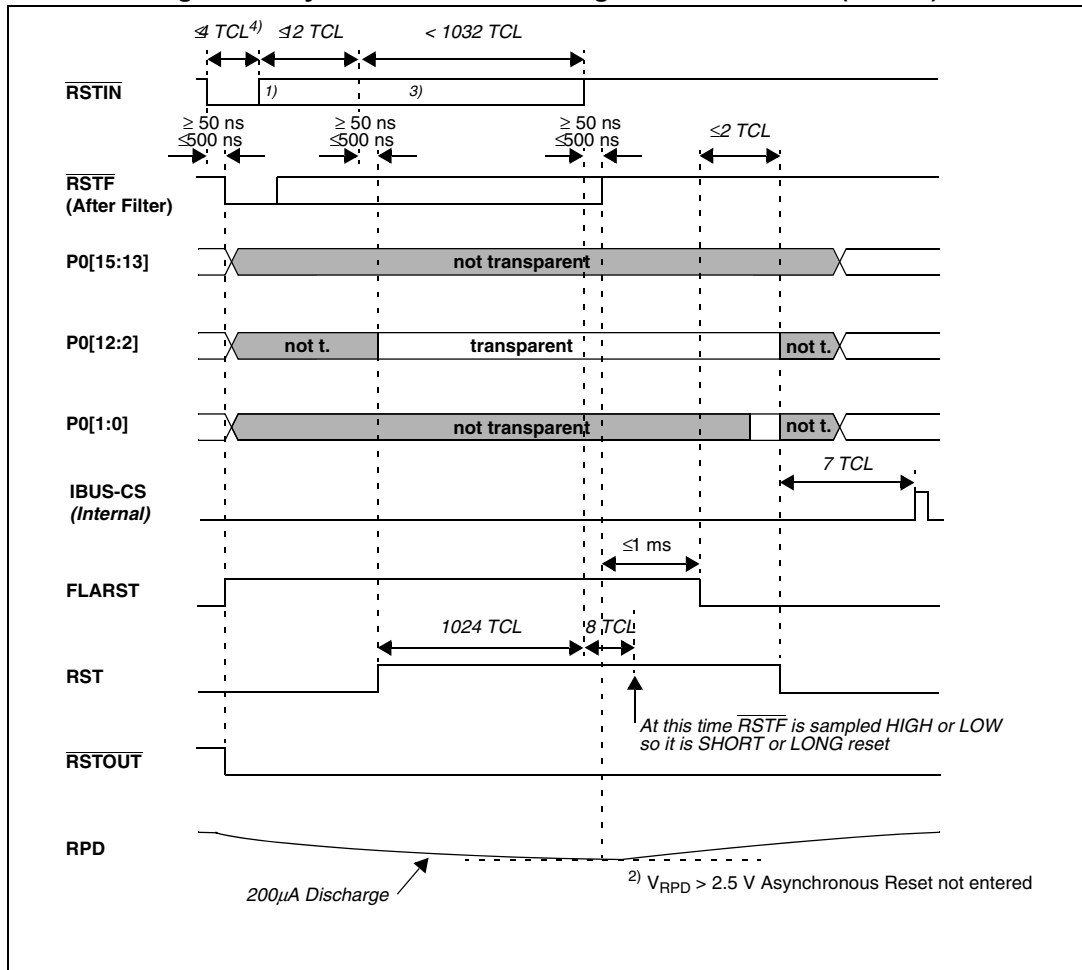 ≤4 TCL4) ≤12 TCL < 1032 TCL
RSTIN
1) 3)
≥ 50 ns ≥ 50 ns ≥ 50 ns
≤500 ns ≤500 ns ≤500 ns ≤2 TCL
RSTF
(After Filter)
P0[15:13] not transparent
P0[12:2] not t. transparent not t.
P0[1:0] not transparent not t.
7 TCL
IBUS-CS
(Internal)
≤1 ms
FLARST
1024 TCL 8 TCL
RST
At this time RSTF is sampled HIGH or LOW
so it is SHORT or LONG reset
RSTOUT
RPD
200µA Discharge
2) VRPD > 2.5 V Asynchronous Reset not entered